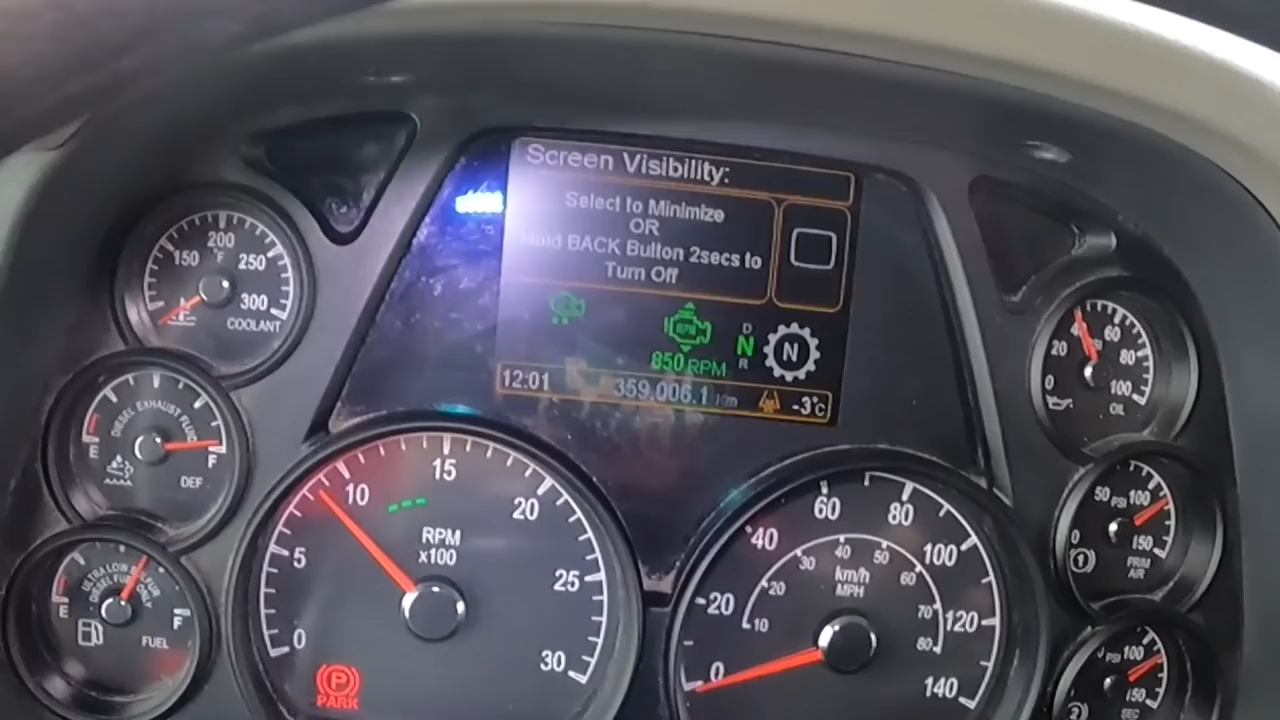 Screen Visibility:
Select to Minimize
OR
Hold BACK Button 2secs to
Turn Off
850 RPM
D
N
R
N
12:01
359,006.1 km
-3°C
150
200
250
300
°F
COOLANT
DIESEL EXHAUST FLUID
E
F
DEF
ULTRA LOW SULFUR
DIESEL FUEL ONLY
E
F
FUEL
0
5
10
15
20
25
30
RPM
x100
PARK
0
20
40
60
80
100
120
140
10
20
30
40
50
60
70
80
km/h
MPH
0
20
60
80
100
OIL
0
50
PSI
100
150
1
PRIM
AIR
PSI
100
150
2
SEC